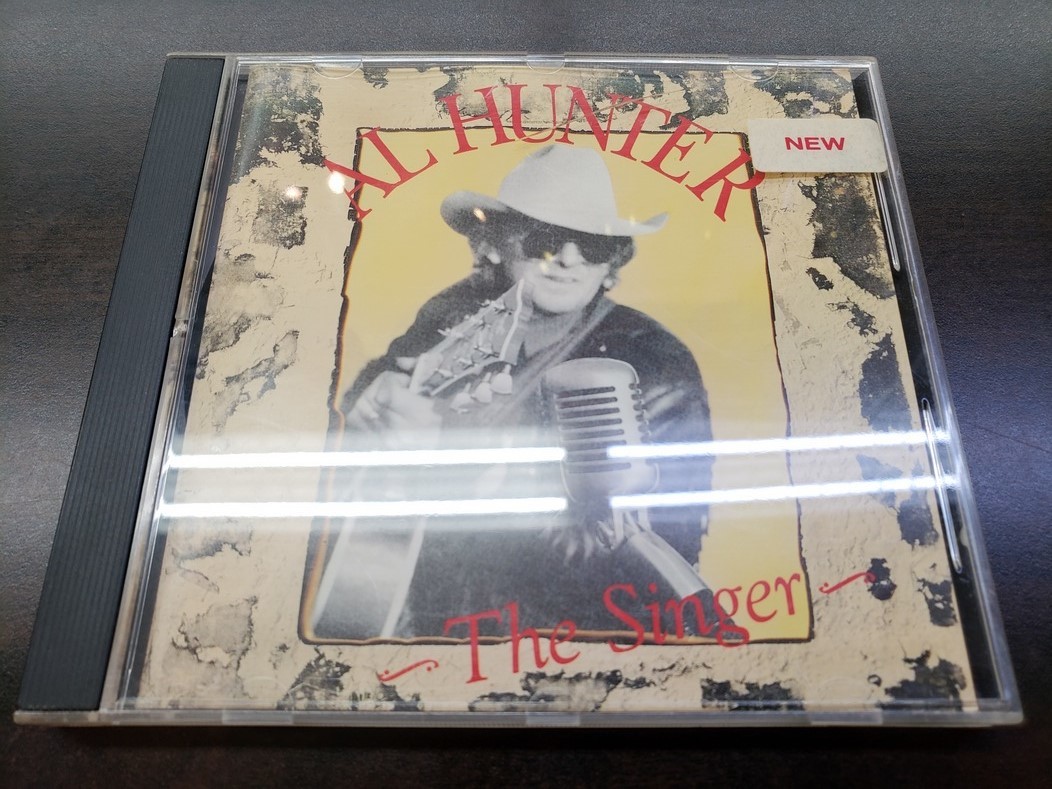 AL HUNTER
NEW
~ The Singer ~